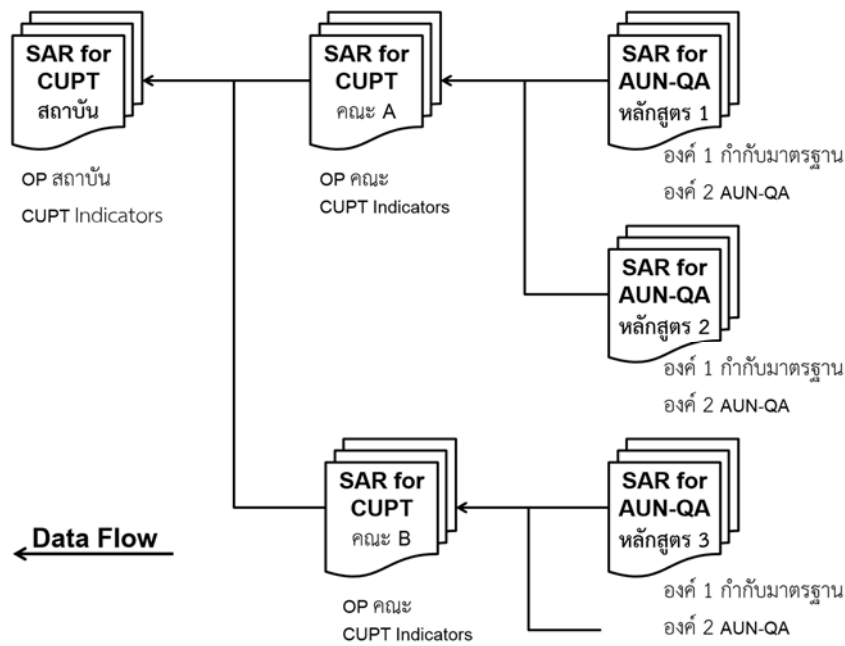 SAR for
CUPT
สถาบัน
OP สถาบัน
CUPT Indicators
SAR for
CUPT
คณะ A
OP คณะ
CUPT Indicators
SAR for
AUN-QA
หลักสูตร 1
องค์ 1 กำกับมาตรฐาน
องค์ 2 AUN-QA
SAR for
AUN-QA
หลักสูตร 2
องค์ 1 กำกับมาตรฐาน
องค์ 2 AUN-QA
SAR for
CUPT
คณะ B
OP คณะ
CUPT Indicators
SAR for
AUN-QA
หลักสูตร 3
องค์ 1 กำกับมาตรฐาน
องค์ 2 AUN-QA
Data Flow